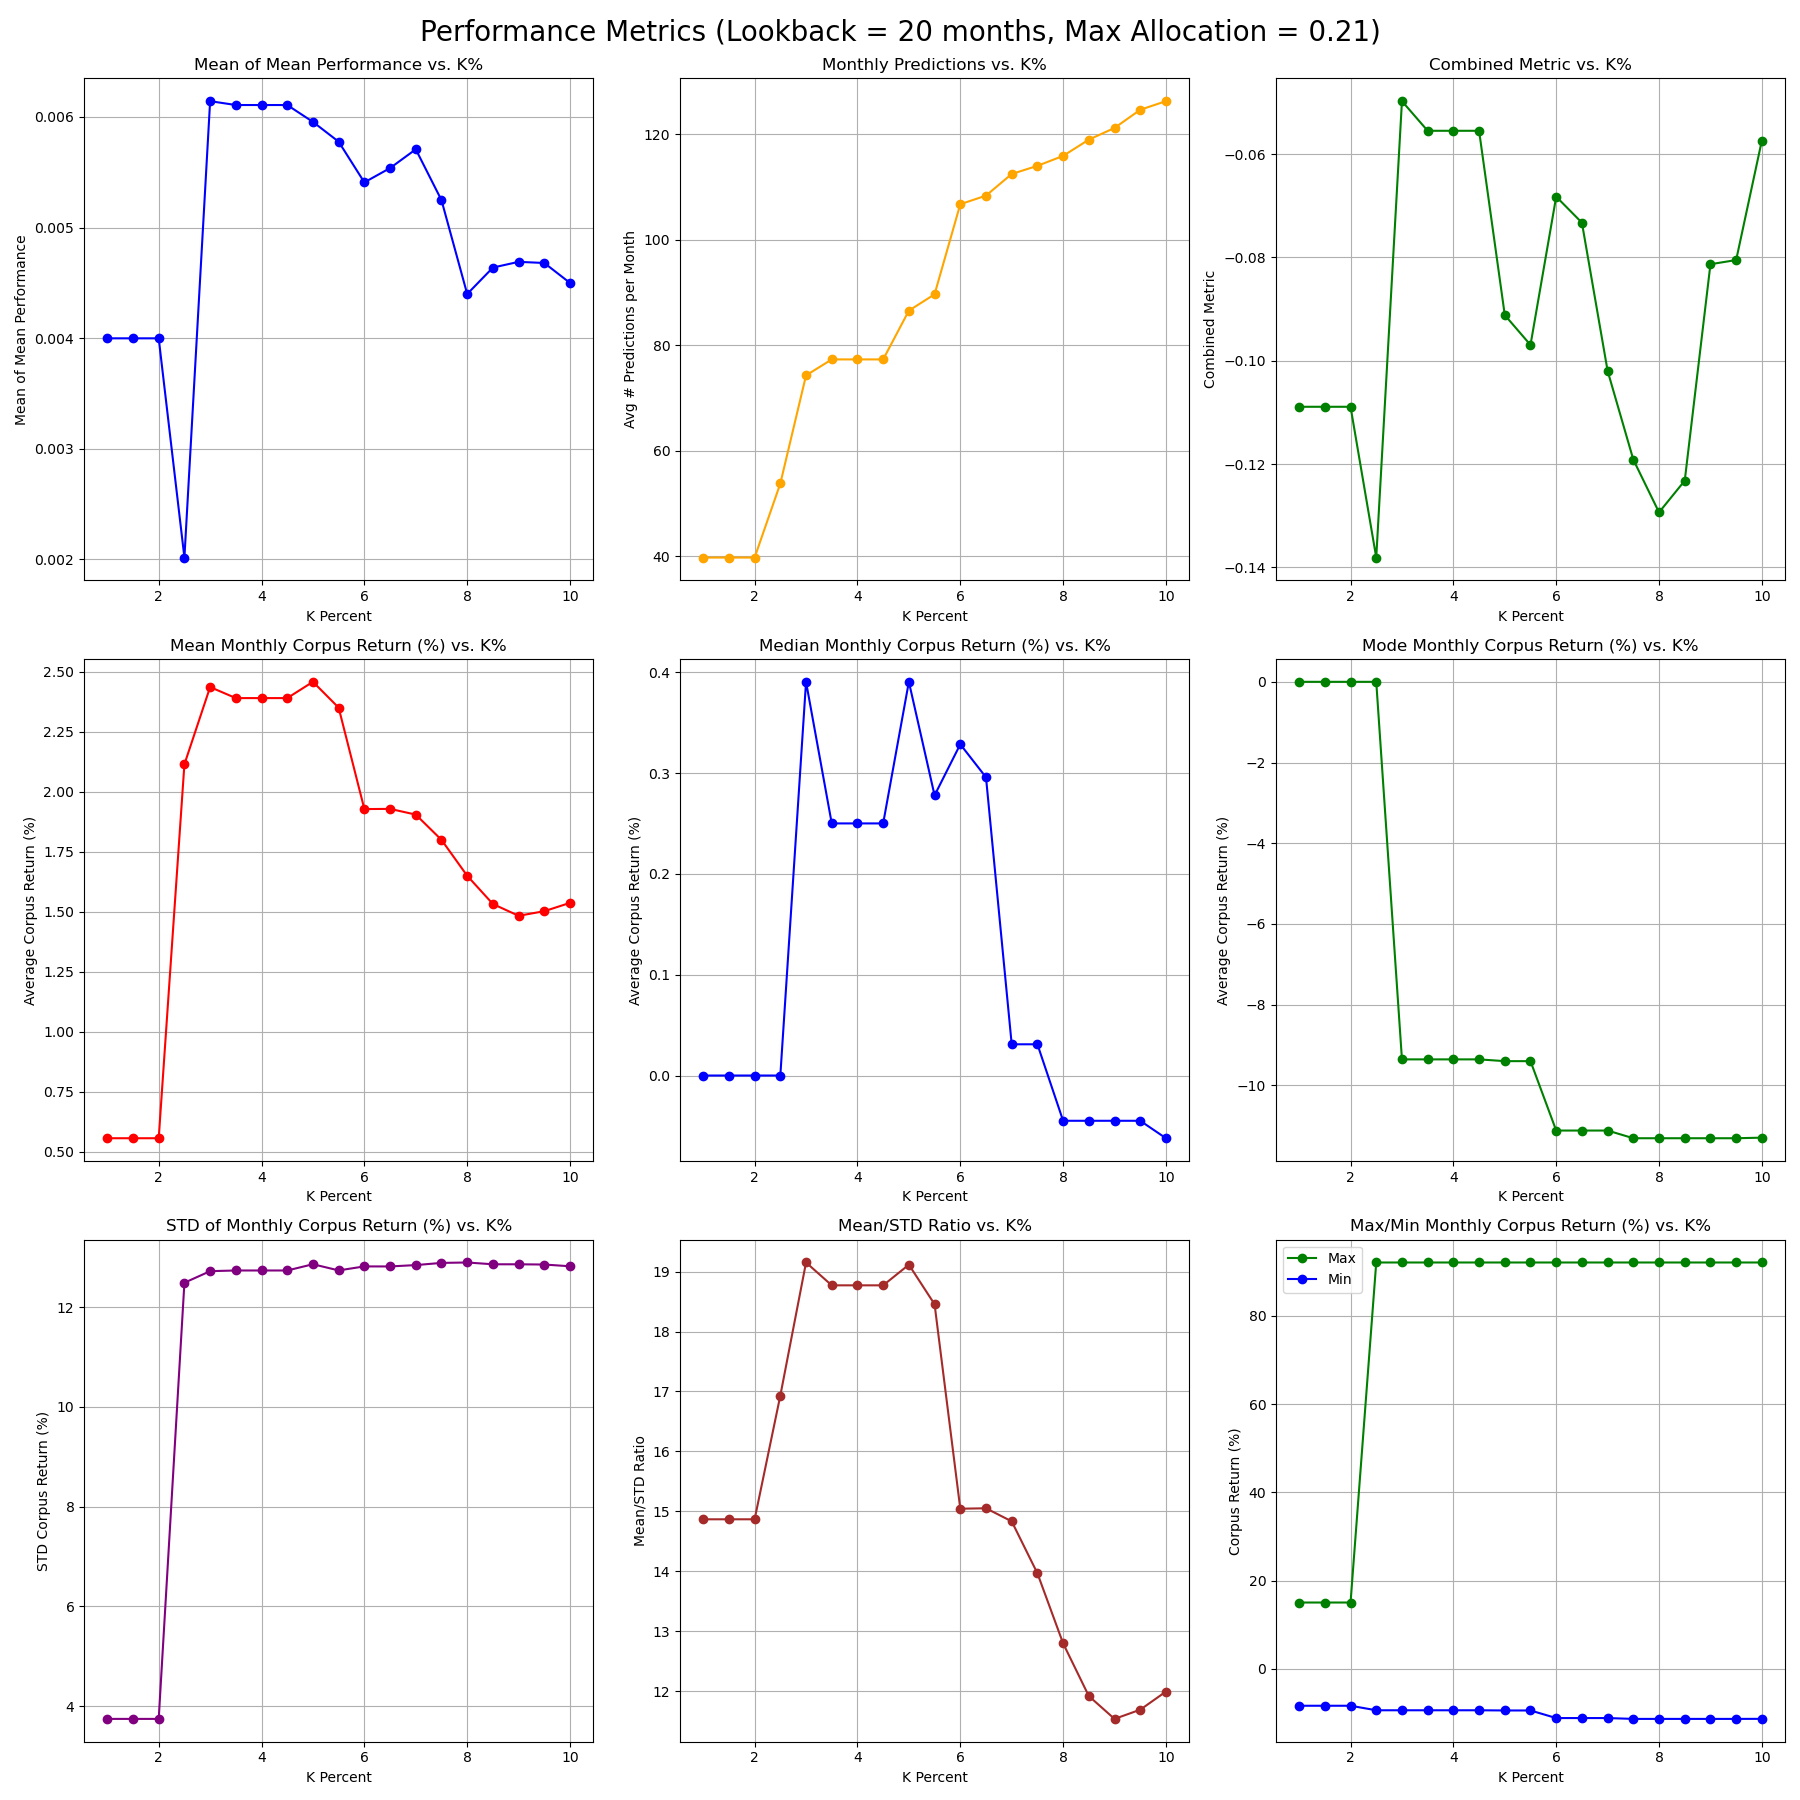 Performance Metrics (Lookback = 20 months, Max Allocation = 0.21)
Mean of Mean Performance vs. K%
Mean of Mean Performance
0.006
0.005
0.004
0.003
0.002
2 4 6 8 10
K Percent
Monthly Predictions vs. K%
Avg # Predictions per Month
120
100
80
60
40
2 4 6 8 10
K Percent
Combined Metric vs. K%
Combined Metric
−0.06
−0.08
−0.10
−0.12
−0.14
2 4 6 8 10
K Percent
Mean Monthly Corpus Return (%) vs. K%
Average Corpus Return (%)
2.50
2.25
2.00
1.75
1.50
1.25
1.00
0.75
0.50
2 4 6 8 10
K Percent
Median Monthly Corpus Return (%) vs. K%
Average Corpus Return (%)
0.4
0.3
0.2
0.1
0.0
2 4 6 8 10
K Percent
Mode Monthly Corpus Return (%) vs. K%
Average Corpus Return (%)
0
−2
−4
−6
−8
−10
2 4 6 8 10
K Percent
STD of Monthly Corpus Return (%) vs. K%
STD Corpus Return (%)
12
10
8
6
4
2 4 6 8 10
K Percent
Mean/STD Ratio vs. K%
Mean/STD Ratio
19
18
17
16
15
14
13
12
2 4 6 8 10
K Percent
Max/Min Monthly Corpus Return (%) vs. K%
Max
Min
Corpus Return (%)
80
60
40
20
0
2 4 6 8 10
K Percent